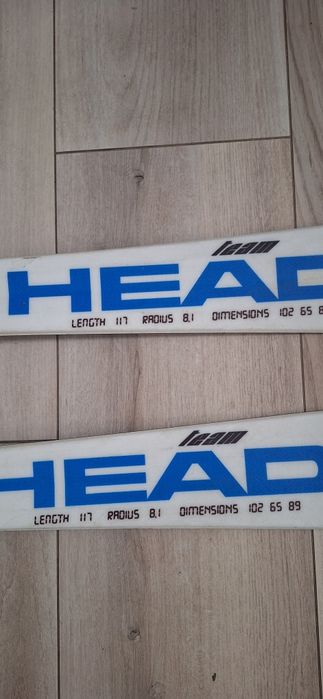 team
HEAD
LENGTH 117 RADIUS 8,1 DIMENSIONS 102 65 8
team
HEAD
LENGTH 117 RADIUS 8,1 DIMENSIONS 102 65 89